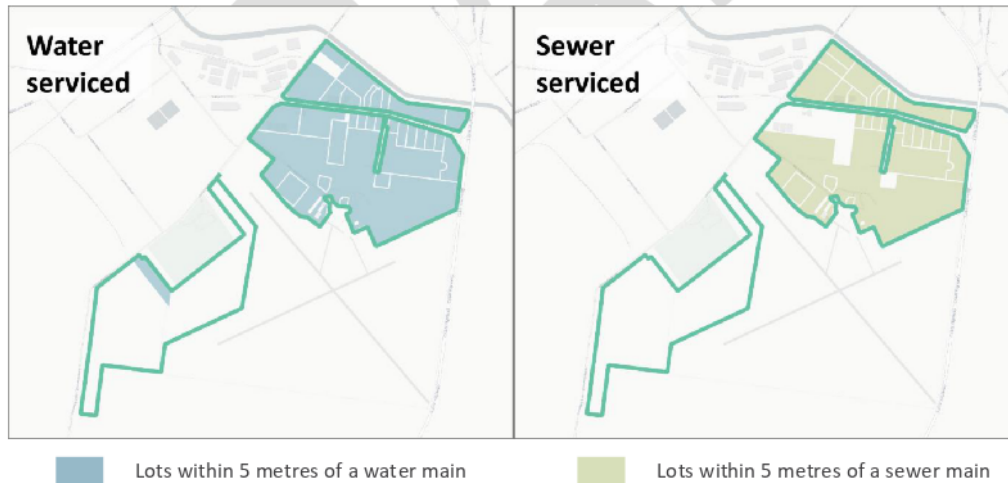 Water
serviced
Sewer
serviced
Lots within 5 metres of a water main
Lots within 5 metres of a sewer main